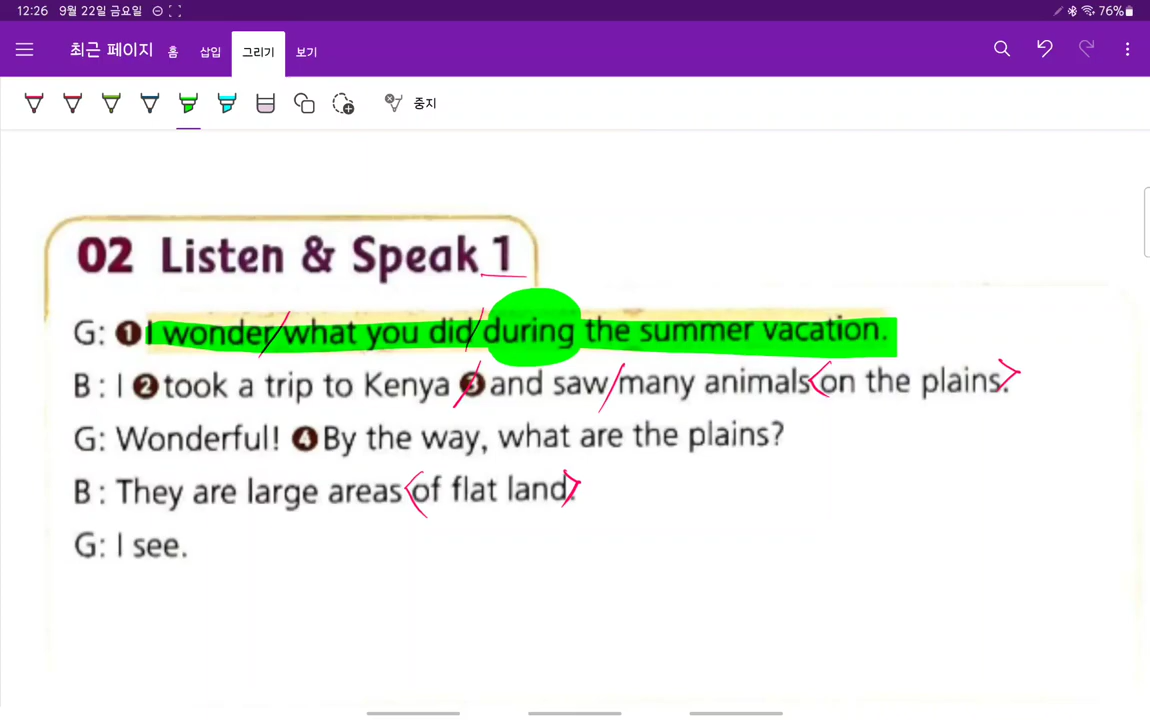 12:26 9월 22일 금요일 76%
최근 페이지 홈 삽입 그리기 보기
중지
02 Listen & Speak 1
G: ❶ I wonder what you did during the summer vacation.
B : I ❷ took a trip to Kenya ❸ and saw many animals on the plains.
G: Wonderful! ❹ By the way, what are the plains?
B : They are large areas of flat land.
G: I see.